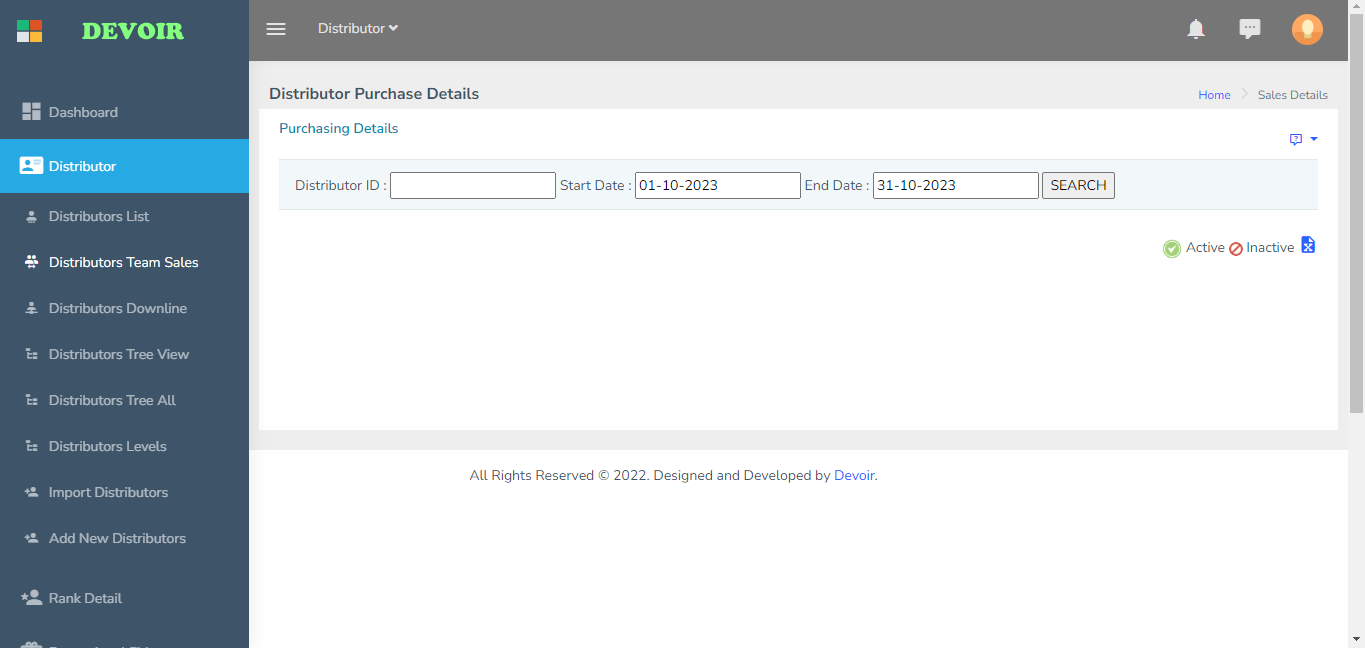 DEVOIR
Distributor
Dashboard
Distributor
Distributors List
Distributors Team Sales
Distributors Downline
Distributors Tree View
Distributors Tree All
Distributors Levels
Import Distributors
Add New Distributors
Rank Detail
Distributor Purchase Details
Home Sales Details
Purchasing Details
Distributor ID : Start Date : 01-10-2023 End Date : 31-10-2023 SEARCH
Active Inactive
All Rights Reserved © 2022. Designed and Developed by Devoir.